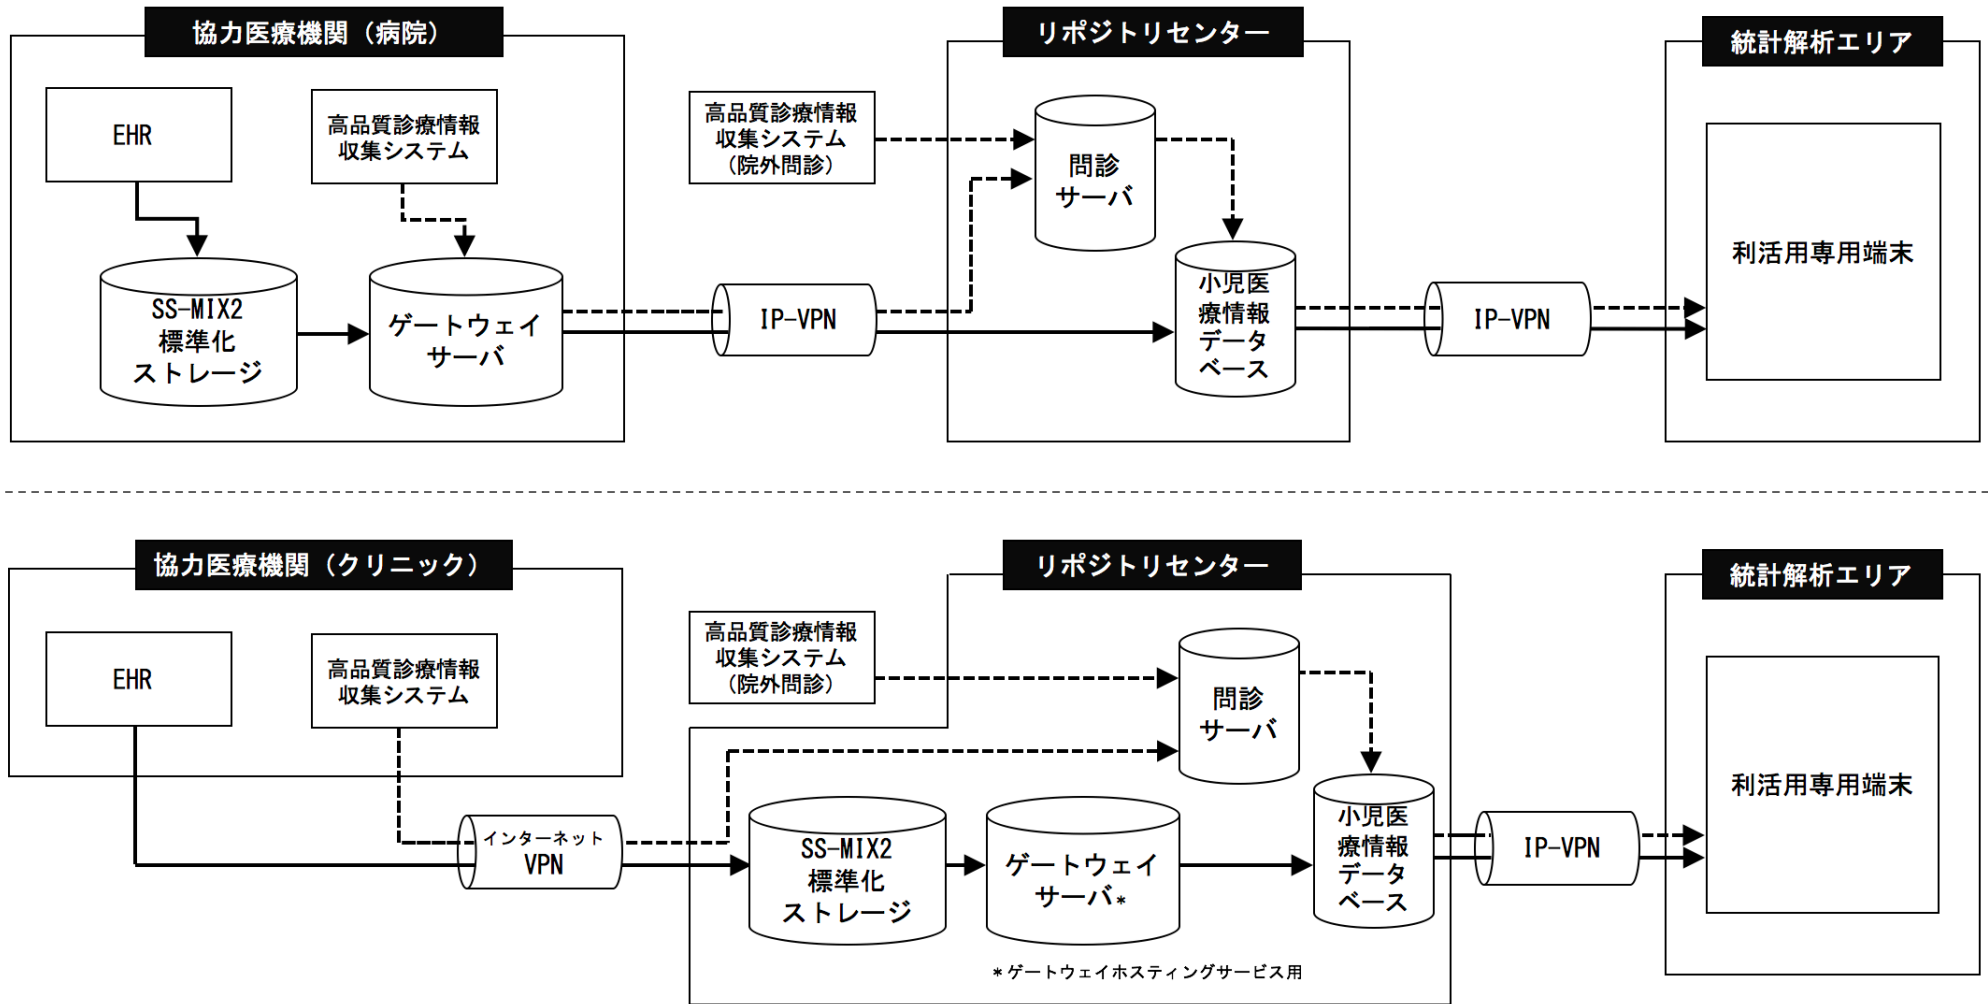 協力医療機関（病院）
リポジトリセンター
統計解析エリア
EHR
高品質診療情報
収集システム
高品質診療情報
収集システム
（院外問診）
問診
サーバ
SS-MIX2
標準化
ストレージ
ゲートウェイ
サーバ
IP-VPN
小児医
療情報
データ
ベース
IP-VPN
利活用専用端末
協力医療機関（クリニック）
リポジトリセンター
統計解析エリア
EHR
高品質診療情報
収集システム
高品質診療情報
収集システム
（院外問診）
問診
サーバ
インターネット
VPN
SS-MIX2
標準化
ストレージ
ゲートウェイ
サーバ*
小児医
療情報
データ
ベース
IP-VPN
利活用専用端末
*ゲートウェイホスティングサービス用